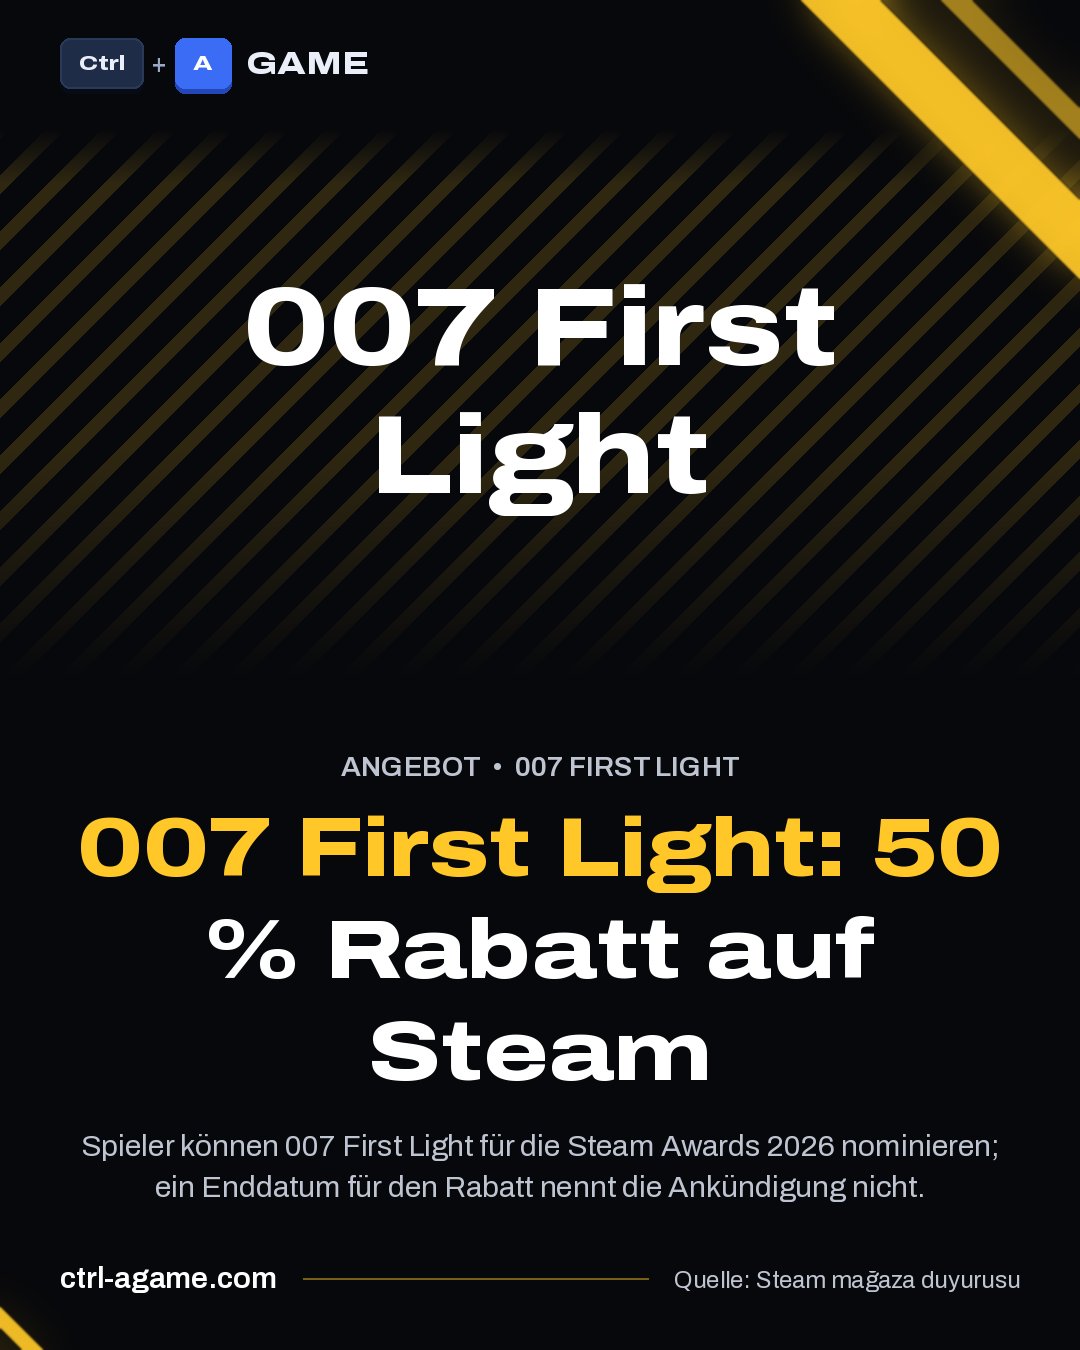 Ctrl + A GAME
007 First
Light
ANGEBOT • 007 FIRST LIGHT
007 First Light: 50
% Rabatt auf
Steam
Spieler können 007 First Light für die Steam Awards 2026 nominieren;
ein Enddatum für den Rabatt nennt die Ankündigung nicht.
ctrl-agame.com
Quelle: Steam mağaza duyurusu